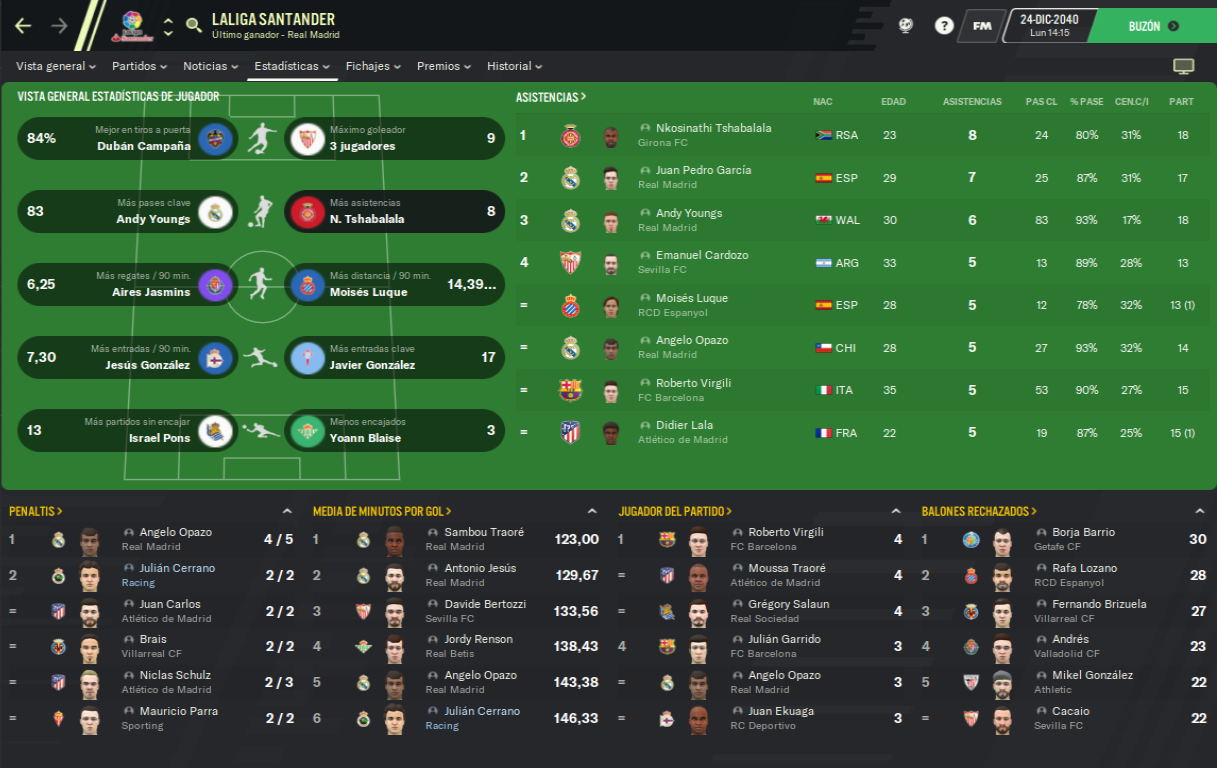 LALIGA SANTANDER
Último ganador - Real Madrid
?
FM
24-DIC-2040
Lun 14:15
BUZÓN
Vista general
Partidos
Noticias
Estadísticas
Fichajes
Premios
Historial
VISTA GENERAL ESTADÍSTICAS DE JUGADOR
84%
Mejor en tiros a puerta
Dubán Campaña
Máximo goleador
3 jugadores
9
83
Más pases clave
Andy Youngs
Más asistencias
N. Tshabalala
8
6,25
Más regates / 90 min.
Aires Jasmins
Más distancia / 90 min.
Moisés Luque
14,39...
7,30
Más entradas / 90 min.
Jesús González
Más entradas clave
Javier González
17
13
Más partidos sin encajar
Israel Pons
Menos encajados
Yoann Blaise
3
ASISTENCIAS > NAC EDAD ASISTENCIAS PAS CL % PASE CEN.C/I PART
1 Nkosinathi Tshabalala RSA 23 8 24 80% 31% 18
Girona FC
2 Juan Pedro García ESP 29 7 25 87% 31% 17
Real Madrid
3 Andy Youngs WAL 30 6 83 93% 17% 18
Real Madrid
4 Emanuel Cardozo ARG 33 5 13 89% 28% 13
Sevilla FC
= Moisés Luque ESP 28 5 12 78% 32% 13 (1)
RCD Espanyol
= Angelo Opazo CHI 28 5 27 93% 32% 14
Real Madrid
= Roberto Virgili ITA 35 5 53 90% 27% 15
FC Barcelona
= Didier Lala FRA 22 5 19 87% 25% 15 (1)
Atlético de Madrid
PENALTIS >
1 Angelo Opazo 4 / 5
Real Madrid
2 Julián Cerrano 2 / 2
Racing
= Juan Carlos 2 / 2
Atlético de Madrid
= Brais 2 / 2
Villarreal CF
= Niclas Schulz 2 / 3
Atlético de Madrid
= Mauricio Parra 2 / 2
Sporting
MEDIA DE MINUTOS POR GOL >
1 Sambou Traoré 123,00
Real Madrid
2 Antonio Jesús 129,67
Real Madrid
3 Davide Bertozzi 133,56
Sevilla FC
4 Jordy Renson 138,43
Real Betis
5 Angelo Opazo 143,38
Real Madrid
6 Julián Cerrano 146,33
Racing
JUGADOR DEL PARTIDO >
1 Roberto Virgili 4
FC Barcelona
= Moussa Traoré 4
Atlético de Madrid
= Grégory Salaun 4
Real Sociedad
4 Julián Garrido 3
FC Barcelona
= Angelo Opazo 3
Real Madrid
= Juan Ekuaga 3
RC Deportivo
BALONES RECHAZADOS >
1 Borja Barrio 30
Getafe CF
2 Rafa Lozano 28
RCD Espanyol
3 Fernando Brizuela 27
Villarreal CF
4 Andrés 23
Valladolid CF
5 Mikel González 22
Athletic
= Cacaio 22
Sevilla FC